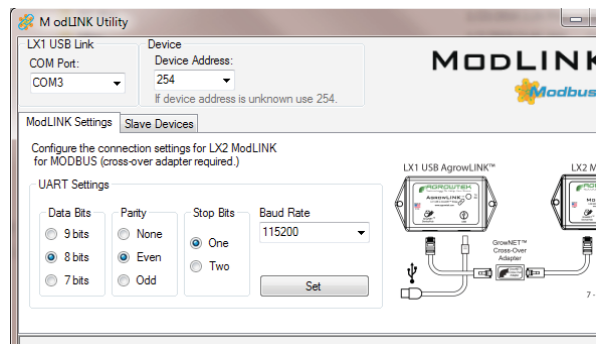 M odLINK Utility
LX1 USB Link
COM Port:
COM3
Device
Device Address:
254
If device address is unknown use 254.
MODLINK
Modbus
ModLINK Settings
Slave Devices
Configure the connection settings for LX2 ModLINK
for MODBUS (cross-over adapter required.)
UART Settings
Data Bits
9 bits
8 bits
7 bits
Parity
None
Even
Odd
Stop Bits
One
Two
Baud Rate
115200
Set
LX1 USB AgrowLINK™
LX2 M
AGROWTEK
AGROWLINK
GrowNET™
Cross-Over
Adapter
7 -